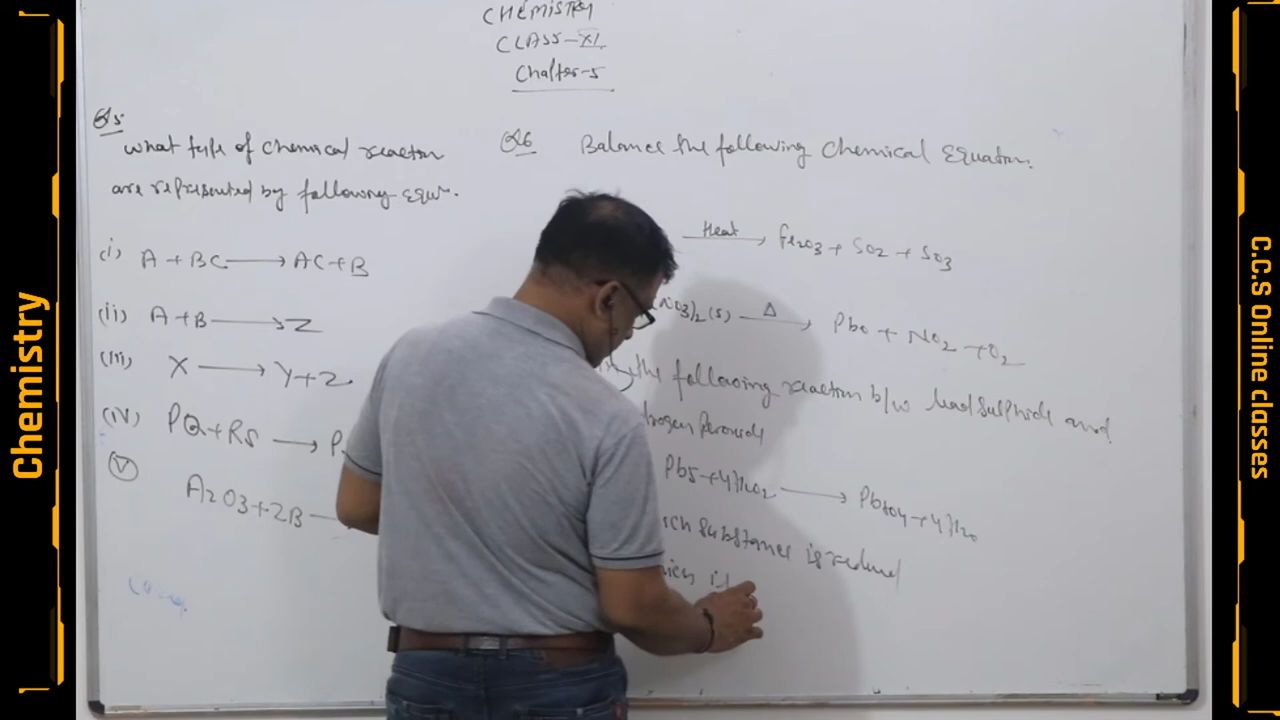 Chemistry
CHEMISTRY
CLASS-XI
Chapter-5
Q5
what type of chemical reaction
are represented by following equn.
(i) A + BC ⟶ AC + B
(ii) A + B ⟶ Z
(iii) X ⟶ Y + Z
(iv) PQ + RS ⟶ P
(V)
A2O3 + 2B ⟶
Q6 Balance the following Chemical Equation.
Heat ⟶ Fe2O3 + SO2 + SO3
(NO3)2(s) Δ ⟶ PbO + NO2 + O2
the following reaction b/w lead sulphide and
Peroxide
PbS + 4H2O2 ⟶ PbSO4 + 4H2O
substance is reduced
C.C.S Online classes